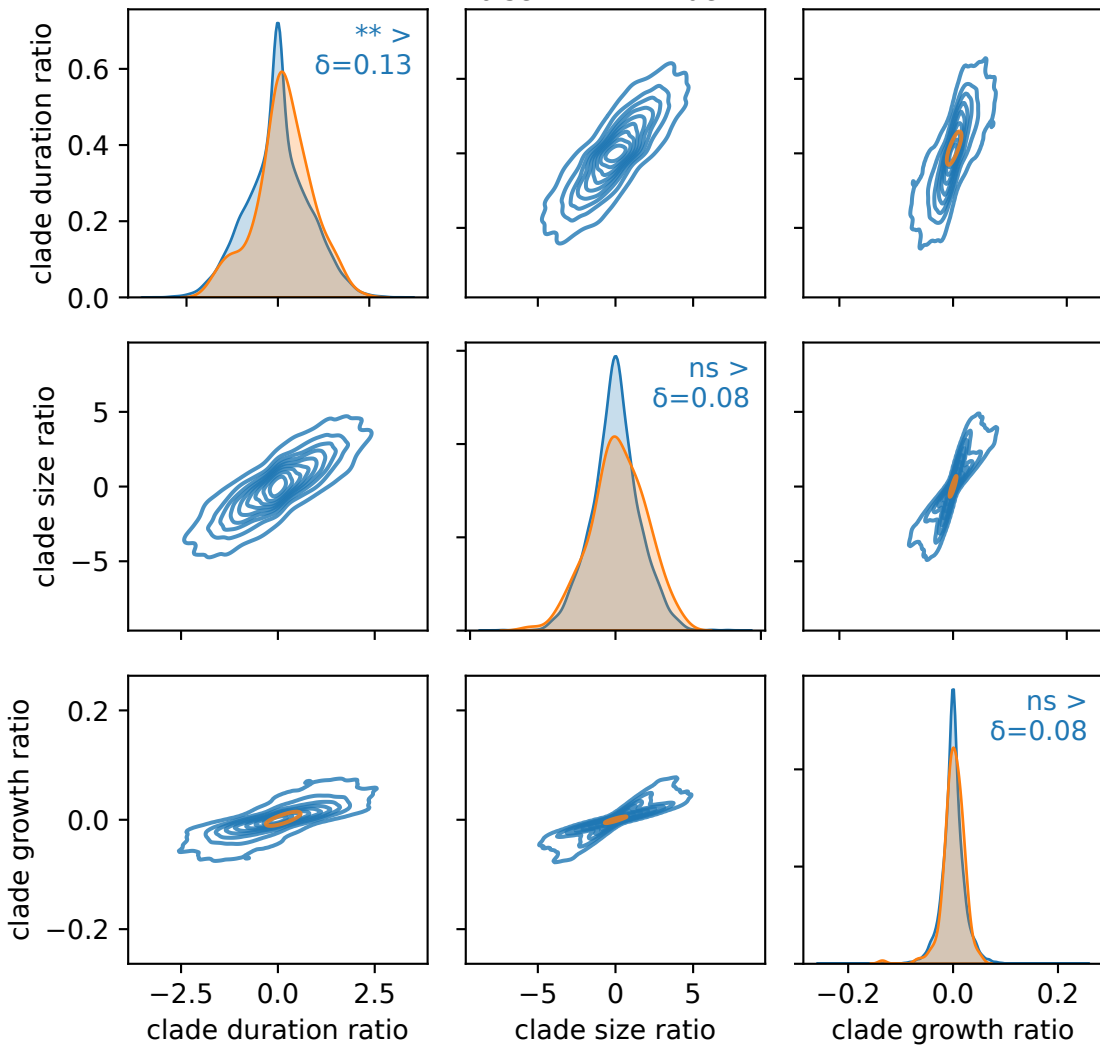 clade duration ratio
0.6
0.4
0.2
0.0
** >
δ=0.13
clade size ratio
5
0
−5
ns >
δ=0.08
clade growth ratio
0.2
0.0
−0.2
ns >
δ=0.08
−2.5 0.0 2.5
−5 0 5
−0.2 0.0 0.2
clade duration ratio
clade size ratio
clade growth ratio